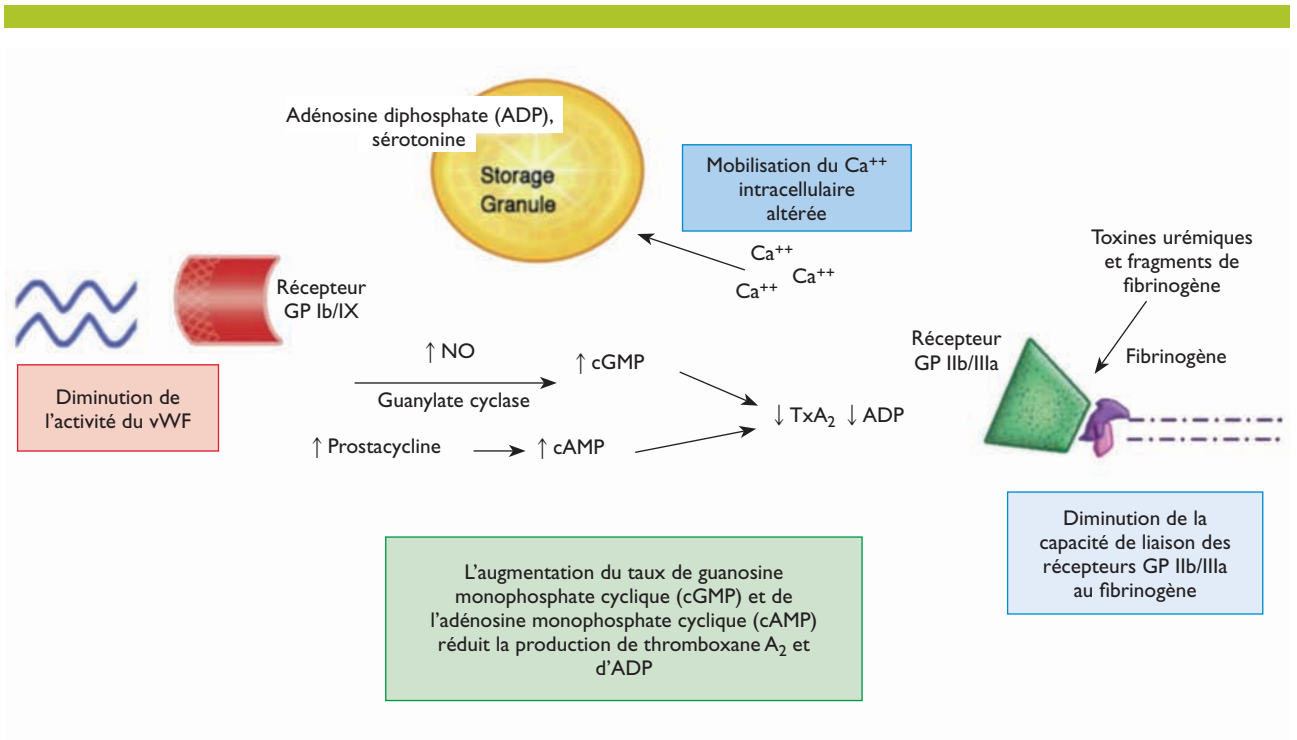 Adénosine diphosphate (ADP),
sérotonine
Storage
Granule
Mobilisation du Ca⁺⁺
intracellulaire
altérée
Ca⁺⁺
Ca⁺⁺
Ca⁺⁺
Toxines urémiques
et fragments de
fibrinogène
Récepteur
GP Ib/IX
Récepteur
GP IIb/IIIa
Fibrinogène
Diminution de
l’activité du vWF
↑ NO
Guanylate cyclase
↑ cGMP
↑ Prostacycline
↑ cAMP
↓ TxA₂ ↓ ADP
Diminution de la
capacité de liaison des
récepteurs GP IIb/IIIa
au fibrinogène
L’augmentation du taux de guanosine
monophosphate cyclique (cGMP) et de
l’adénosine monophosphate cyclique (cAMP)
réduit la production de thromboxane A₂ et
d’ADP